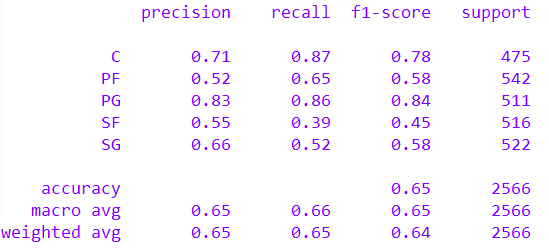 precision recall f1-score support
C 0.71 0.87 0.78 475
PF 0.52 0.65 0.58 542
PG 0.83 0.86 0.84 511
SF 0.55 0.39 0.45 516
SG 0.66 0.52 0.58 522
accuracy 0.65 2566
macro avg 0.65 0.66 0.65 2566
weighted avg 0.65 0.65 0.64 2566